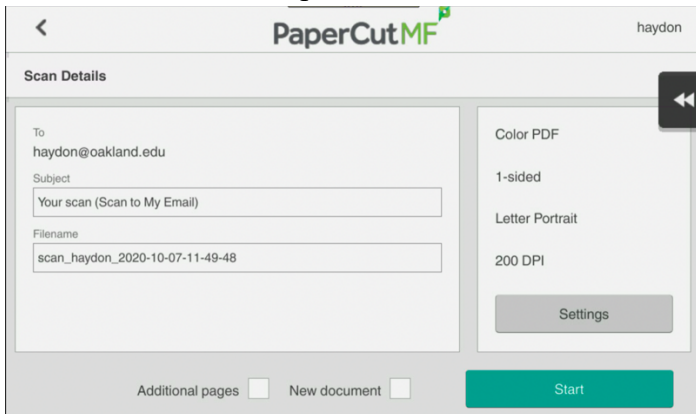 PaperCutMF
haydon
Scan Details
To
haydon@oakland.edu
Subject
Your scan (Scan to My Email)
Filename
scan_haydon_2020-10-07-11-49-48
Color PDF
1-sided
Letter Portrait
200 DPI
Settings
Additional pages
New document
Start